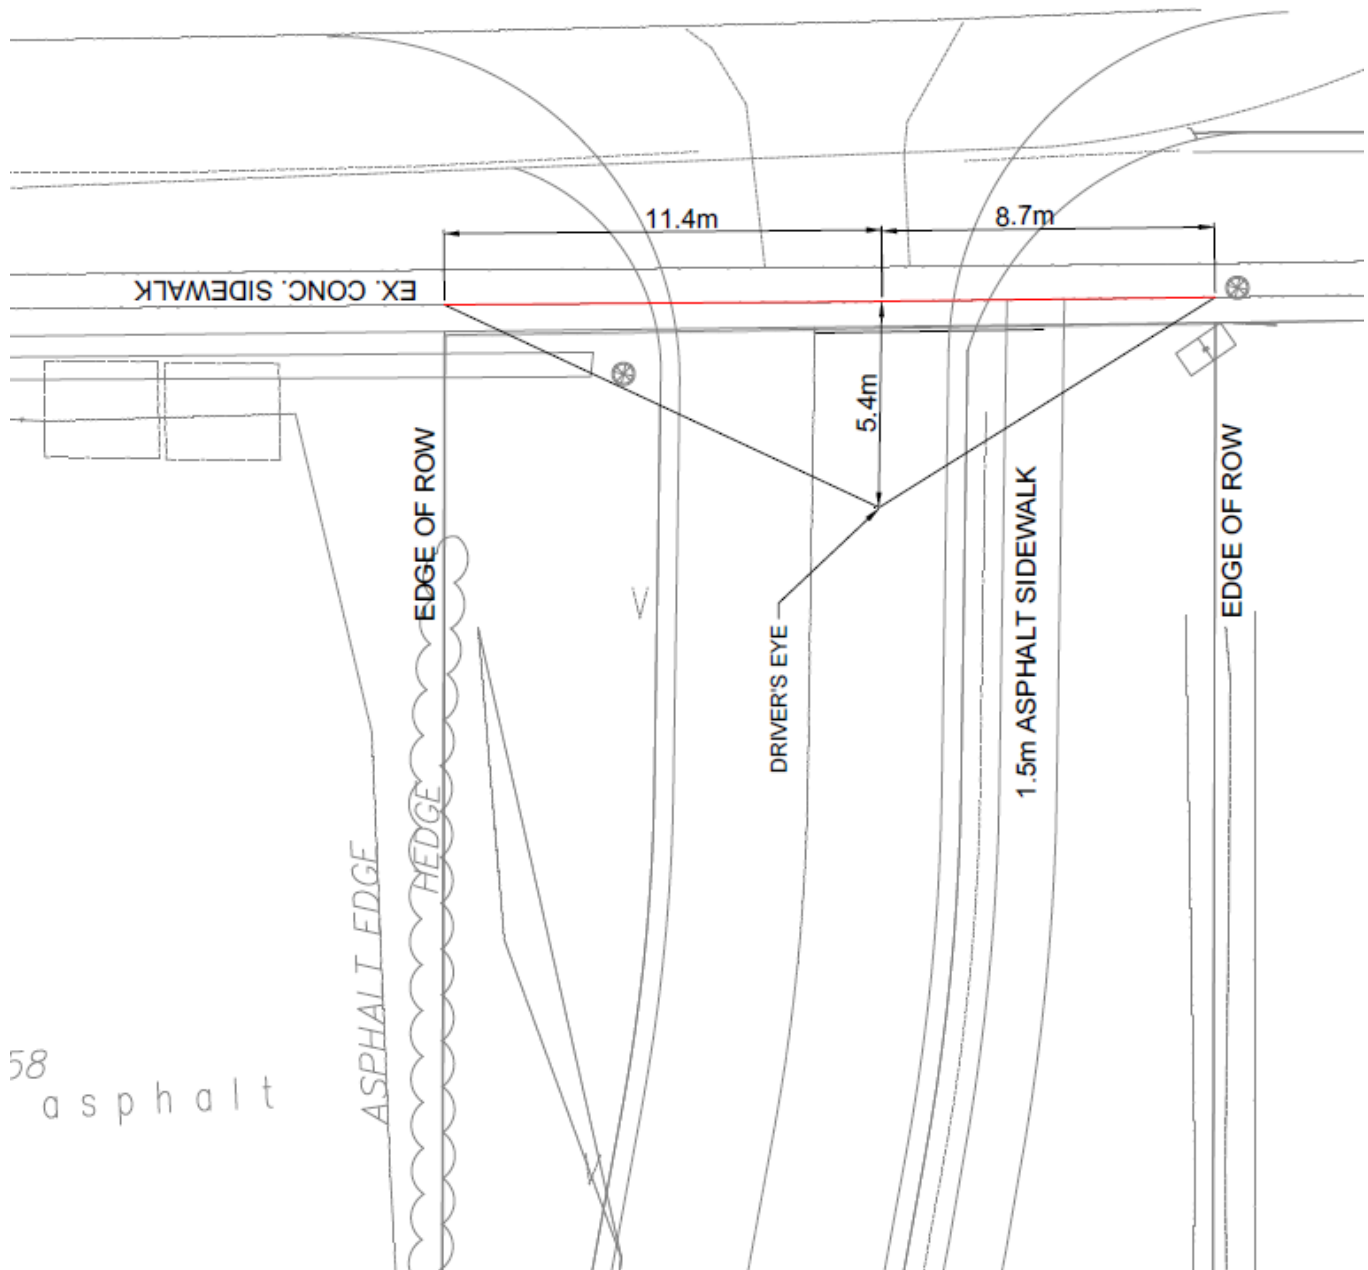 11.4m
8.7m
EX. CONC. SIDEWALK
5.4m
EDGE OF ROW
EDGE OF ROW
1.5m ASPHALT SIDEWALK
DRIVER'S EYE
HEDGE
ASPHALT EDGE
58
asphalt